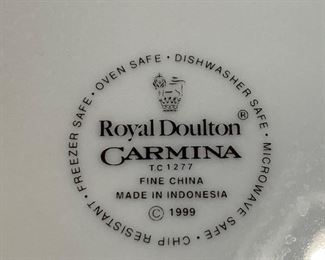 FREEZER SAFE · OVEN SAFE · DISHWASHER SAFE · MICROWAVE SAFE · CHIP RESISTANT ·
Royal Doulton ®
CARMINA
T.C 1277
FINE CHINA
MADE IN INDONESIA
© 1999